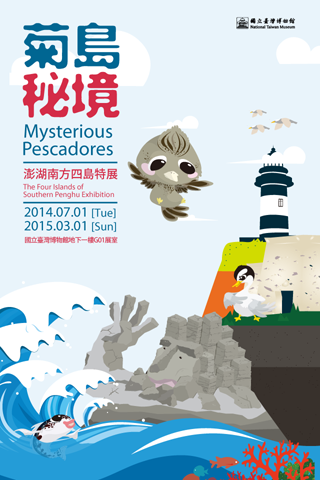 國立臺灣博物館
National Taiwan Museum
菊島
秘境
Mysterious
Pescadores
澎湖南方四島特展
The Four Islands of
Southern Penghu Exhibition
2014.07.01 [Tue]
2015.03.01 [Sun]
國立臺灣博物館地下一樓G01展室